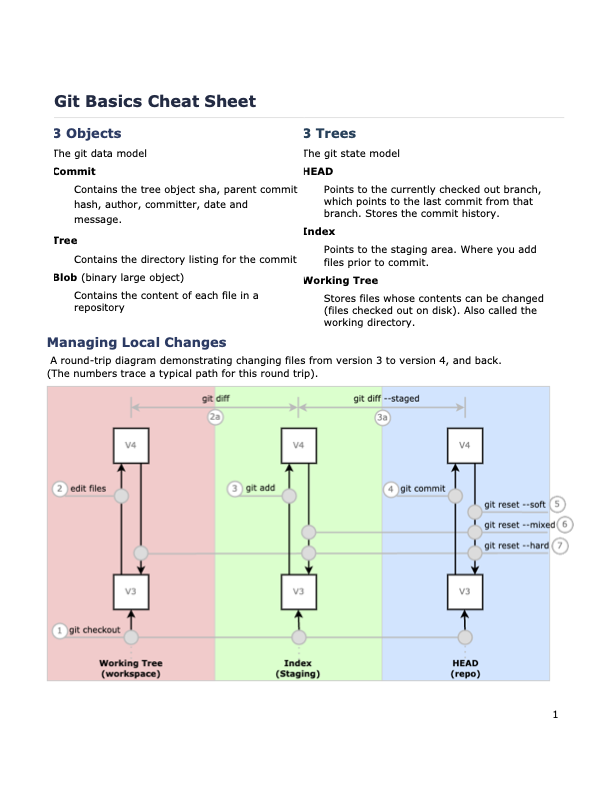 Git Basics Cheat Sheet
3 Objects
The git data model
Commit
Contains the tree object sha, parent commit
hash, author, committer, date and
message.
Tree
Contains the directory listing for the commit
Blob (binary large object)
Contains the content of each file in a
repository
3 Trees
The git state model
HEAD
Points to the currently checked out branch,
which points to the last commit from that
branch. Stores the commit history.
Index
Points to the staging area. Where you add
files prior to commit.
Working Tree
Stores files whose contents can be changed
(files checked out on disk). Also called the
working directory.
Managing Local Changes
A round-trip diagram demonstrating changing files from version 3 to version 4, and back.
(The numbers trace a typical path for this round trip).
git diff
git diff --staged
2a
3a
V4
V4
V4
2 edit files
3 git add
4 git commit
git reset --soft 5
git reset --mixed 6
git reset --hard 7
V3
V3
V3
1 git checkout
Working Tree
(workspace)
Index
(Staging)
HEAD
(repo)
1